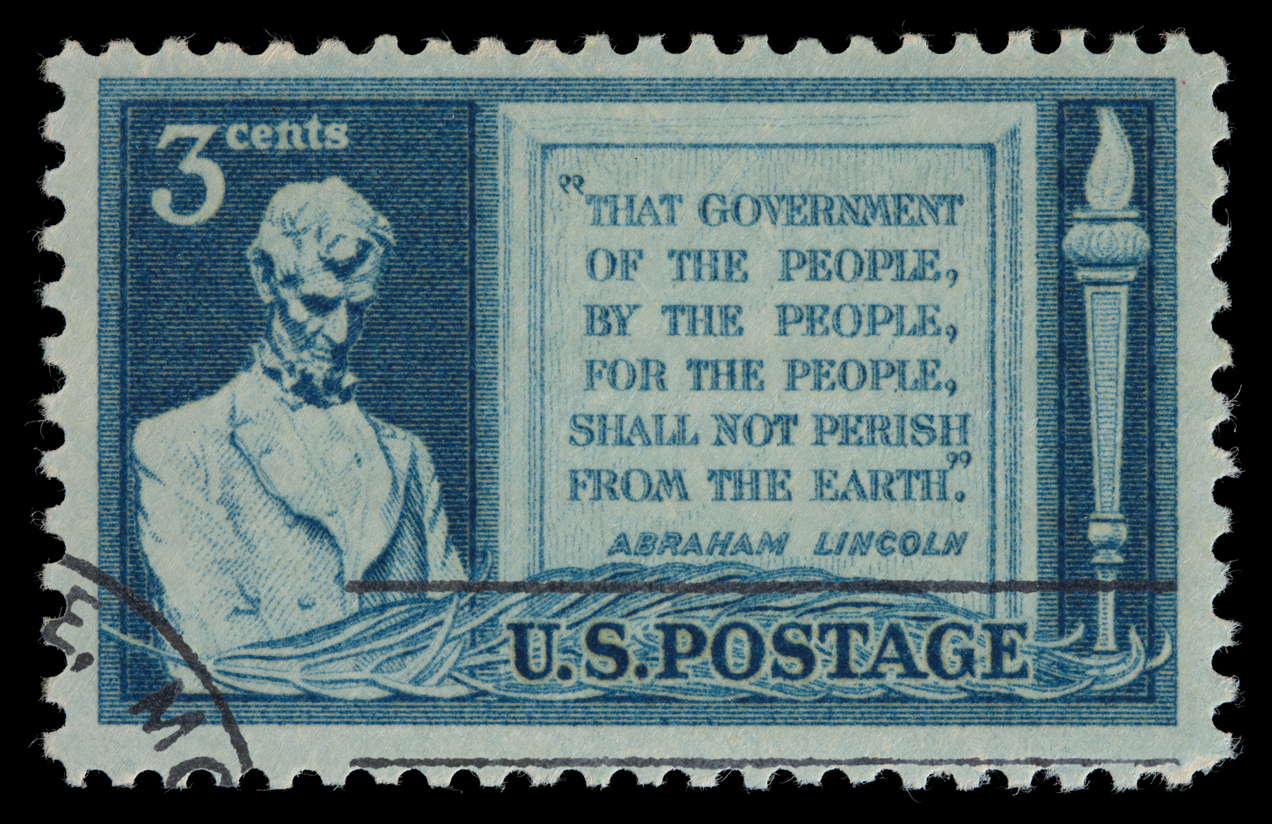 3 cents
"THAT GOVERNMENT
OF THE PEOPLE,
BY THE PEOPLE,
FOR THE PEOPLE,
SHALL NOT PERISH
FROM THE EARTH."
ABRAHAM LINCOLN
U.S. POSTAGE
E, MO